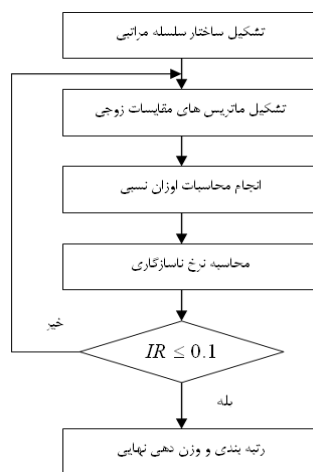 تشکیل ساختار سلسله مراتبی
تشکیل ماتریس های مقایسات زوجی
انجام محاسبات اوزان نسبی
محاسبه نرخ ناسازگاری
خیر
IR ≤ 0.1
بله
رتبه بندی و وزن دهی نهایی